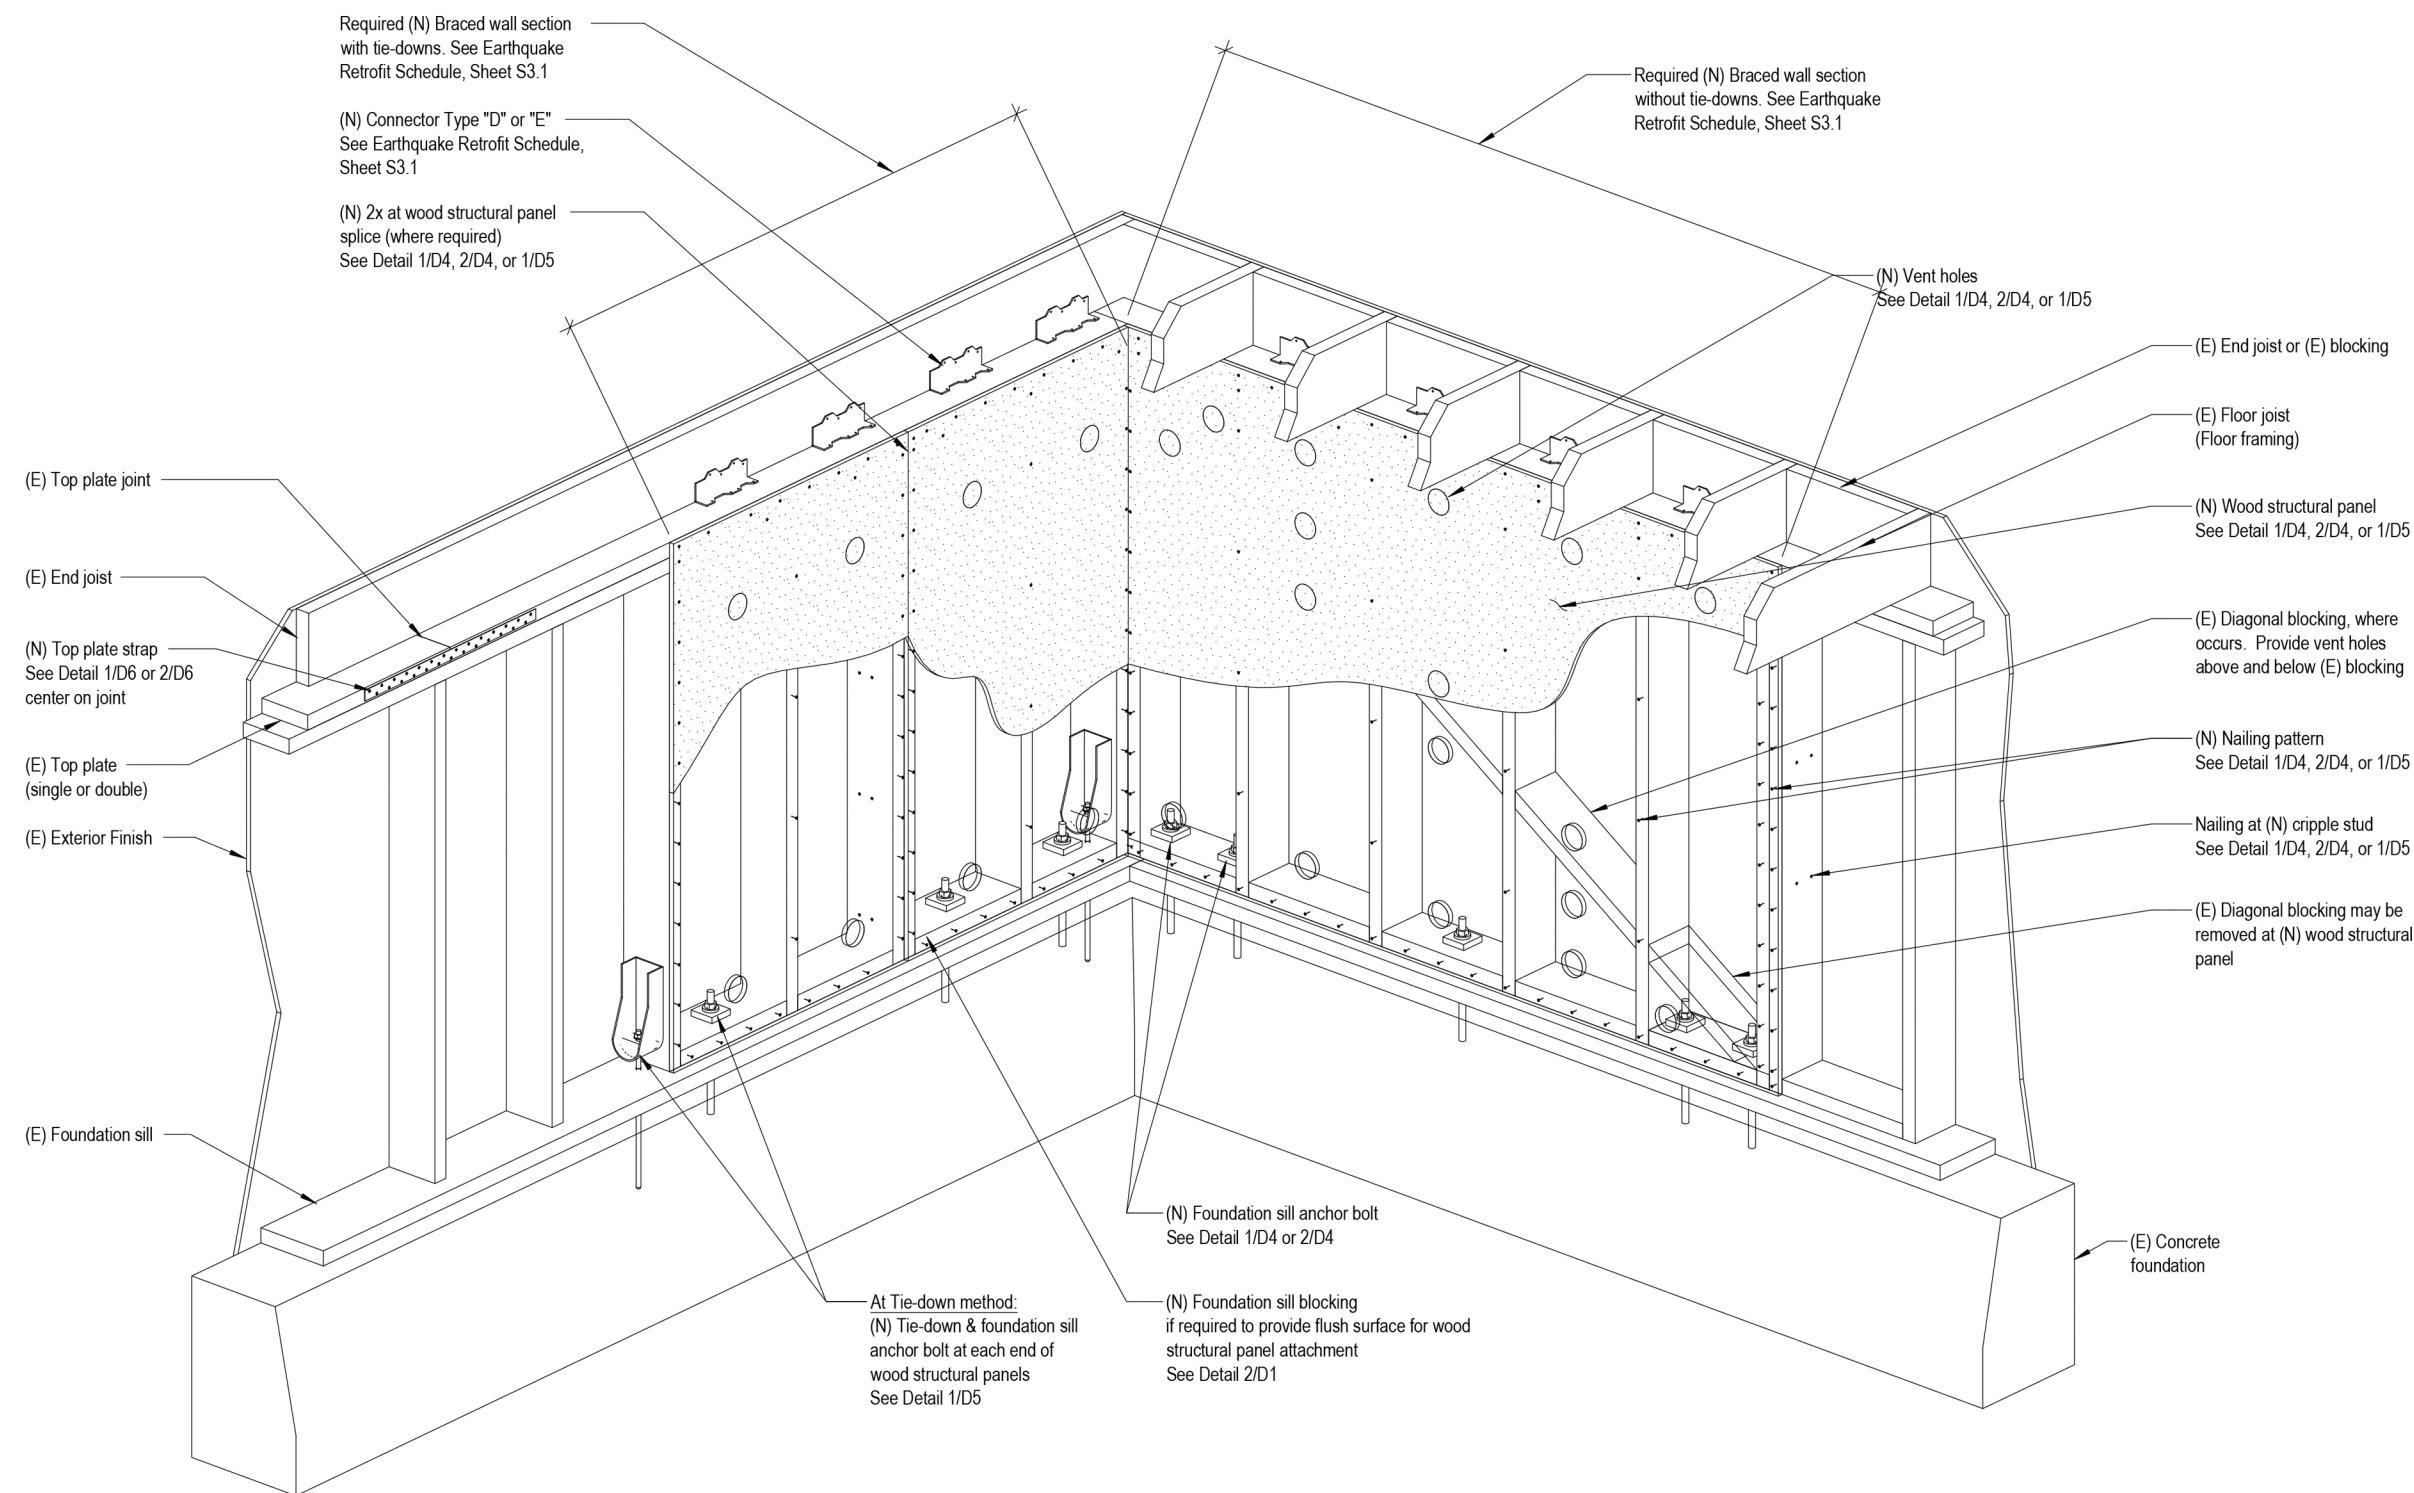 Required (N) Braced wall section
with tie-downs. See Earthquake
Retrofit Schedule, Sheet S3.1
(N) Connector Type "D" or "E"
See Earthquake Retrofit Schedule,
Sheet S3.1
(N) 2x at wood structural panel
splice (where required)
See Detail 1/D4, 2/D4, or 1/D5
(E) Top plate joint
(E) End joist
(N) Top plate strap
See Detail 1/D6 or 2/D6
center on joint
(E) Top plate
(single or double)
(E) Exterior Finish
(E) Foundation sill
At Tie-down method:
(N) Tie-down & foundation sill
anchor bolt at each end of
wood structural panels
See Detail 1/D5
(N) Foundation sill anchor bolt
See Detail 1/D4 or 2/D4
(N) Foundation sill blocking
if required to provide flush surface for wood
structural panel attachment
See Detail 2/D1
Required (N) Braced wall section
without tie-downs. See Earthquake
Retrofit Schedule, Sheet S3.1
(N) Vent holes
See Detail 1/D4, 2/D4, or 1/D5
(E) End joist or (E) blocking
(E) Floor joist
(Floor framing)
(N) Wood structural panel
See Detail 1/D4, 2/D4, or 1/D5
(E) Diagonal blocking, where
occurs. Provide vent holes
above and below (E) blocking
(N) Nailing pattern
See Detail 1/D4, 2/D4, or 1/D5
Nailing at (N) cripple stud
See Detail 1/D4, 2/D4, or 1/D5
(E) Diagonal blocking may be
removed at (N) wood structural
panel
(E) Concrete
foundation